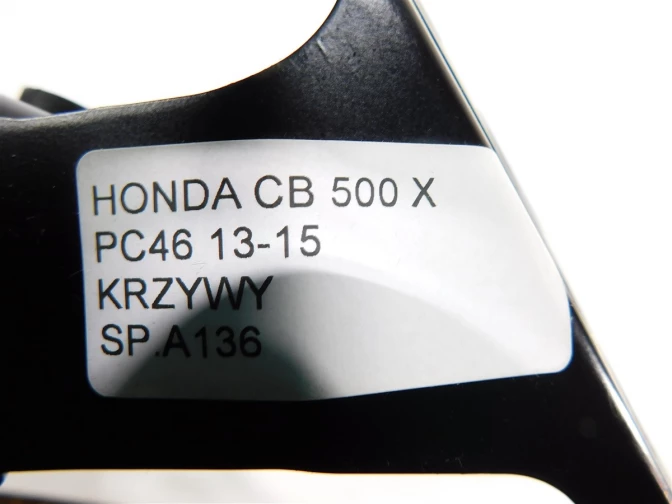 HONDA CB 500 X
PC46 13-15
KRZYWY
SP.A136